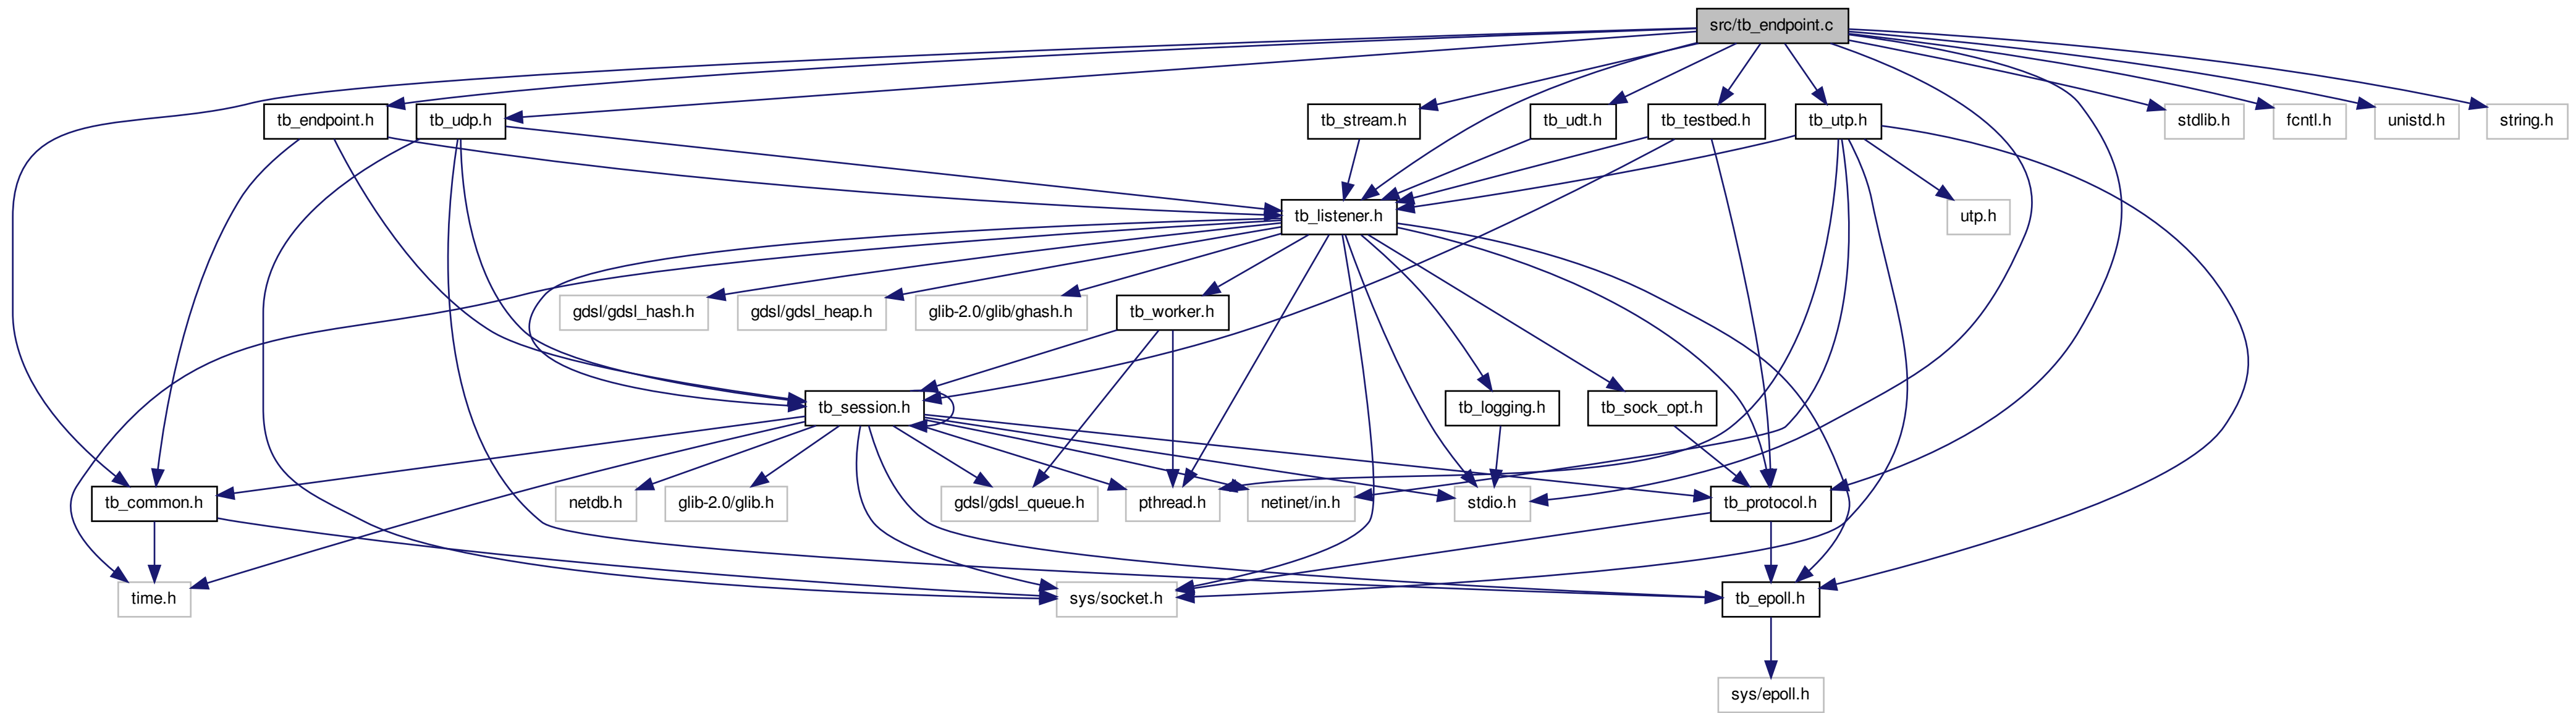 src/tb_endpoint.c
tb_endpoint.h
tb_udp.h
tb_stream.h
tb_udt.h
tb_testbed.h
tb_utp.h
stdlib.h
fcntl.h
unistd.h
string.h
tb_listener.h
utp.h
gdsl/gdsl_hash.h
gdsl/gdsl_heap.h
glib-2.0/glib/ghash.h
tb_worker.h
tb_session.h
tb_logging.h
tb_sock_opt.h
tb_common.h
netdb.h
glib-2.0/glib.h
gdsl/gdsl_queue.h
pthread.h
netinet/in.h
stdio.h
tb_protocol.h
time.h
sys/socket.h
tb_epoll.h
sys/epoll.h